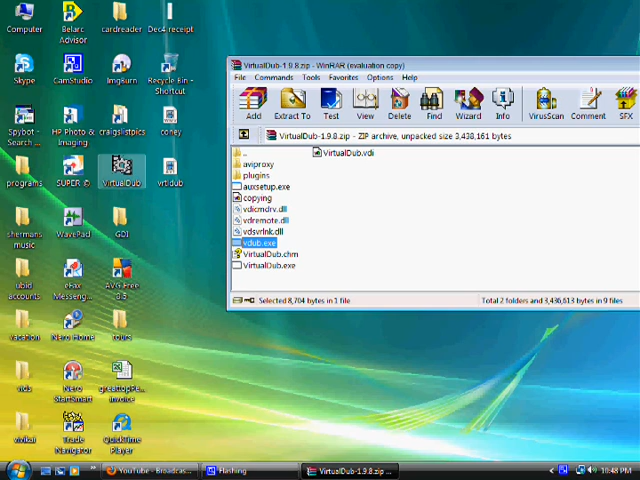 Computer
Belarc
Advisor
cardreader
Dec4 receipt
Skype
CamStudio
ImgBurn
Recycle Bin -
Shortcut
Spybot -
Search ...
HP Photo &
Imaging
craigslistpics
coney
programs
SUPER ©
VirtualDub
vrtldub
shermans
music
WavePad
GDI
ubid
accounts
eFax
Messeng...
AVG Free
8.5
vacation
Nero Home
tours
vids
Nero
StartSmart
greattopPe...
invoice
vivikai
Trade
Navigator
QuickTime
Player
VirtualDub-1.9.8.zip - WinRAR (evaluation copy)
File Commands Tools Favorites Options Help
Add Extract To Test View Delete Find Wizard Info VirusScan Comment SFX
VirtualDub-1.9.8.zip - ZIP archive, unpacked size 3,438,161 bytes
..
VirtualDub.vdi
aviproxy
plugins
auxsetup.exe
copying
vdicmdrv.dll
vdremote.dll
vdsvrlnk.dll
vdub.exe
VirtualDub.chm
VirtualDub.exe
Selected 8,704 bytes in 1 file
Total 2 folders and 3,436,613 bytes in 9 files
YouTube - Broadcas...
Flashing
VirtualDub-1.9.8.zip ...
10:48 PM